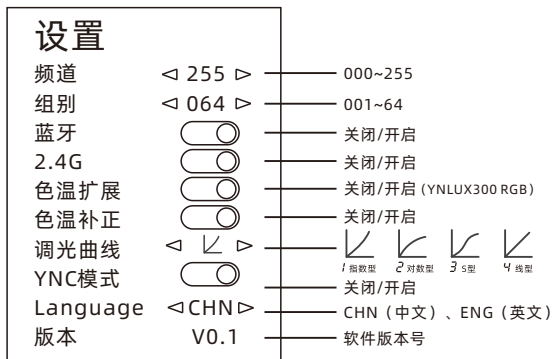 设置
频道 ◁ 255 ▷ 000~255
组别 ◁ 064 ▷ 001~64
蓝牙 关闭/开启
2.4G 关闭/开启
色温扩展 关闭/开启 (YNLUX300 RGB)
色温补正 关闭/开启
调光曲线 ◁ ▷ 1 指数型 2 对数型 3 S型 4 线型
YNC模式 关闭/开启
Language ◁CHN▷ CHN（中文）、ENG（英文）
版本 V0.1 软件版本号